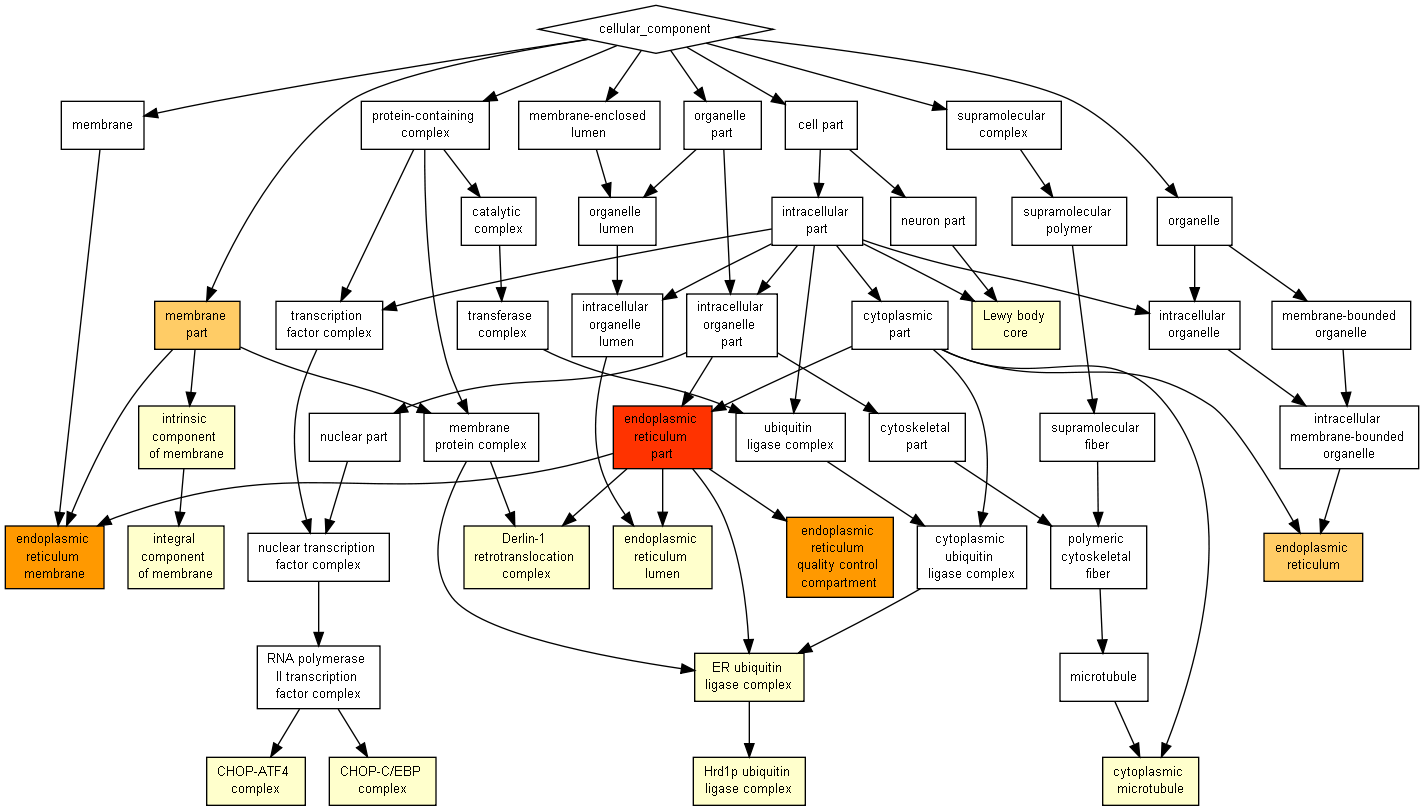 cellular_component
membrane
protein-containing
complex
membrane-enclosed
lumen
organelle
part
cell part
supramolecular
complex
catalytic
complex
organelle
lumen
intracellular
part
neuron part
supramolecular
polymer
organelle
membrane
part
transcription
factor complex
transferase
complex
intracellular
organelle
lumen
intracellular
organelle
part
cytoplasmic
part
Lewy body
core
intracellular
organelle
membrane-bounded
organelle
intrinsic
component
of membrane
nuclear part
membrane
protein complex
endoplasmic
reticulum
part
ubiquitin
ligase complex
cytoskeletal
part
supramolecular
fiber
intracellular
membrane-bounded
organelle
endoplasmic
reticulum
membrane
integral
component
of membrane
nuclear transcription
factor complex
Derlin-1
retrotranslocation
complex
endoplasmic
reticulum
lumen
endoplasmic
reticulum
quality control
compartment
cytoplasmic
ubiquitin
ligase complex
polymeric
cytoskeletal
fiber
endoplasmic
reticulum
RNA polymerase
II transcription
factor complex
ER ubiquitin
ligase complex
microtubule
CHOP-ATF4
complex
CHOP-C/EBP
complex
Hrd1p ubiquitin
ligase complex
cytoplasmic
microtubule